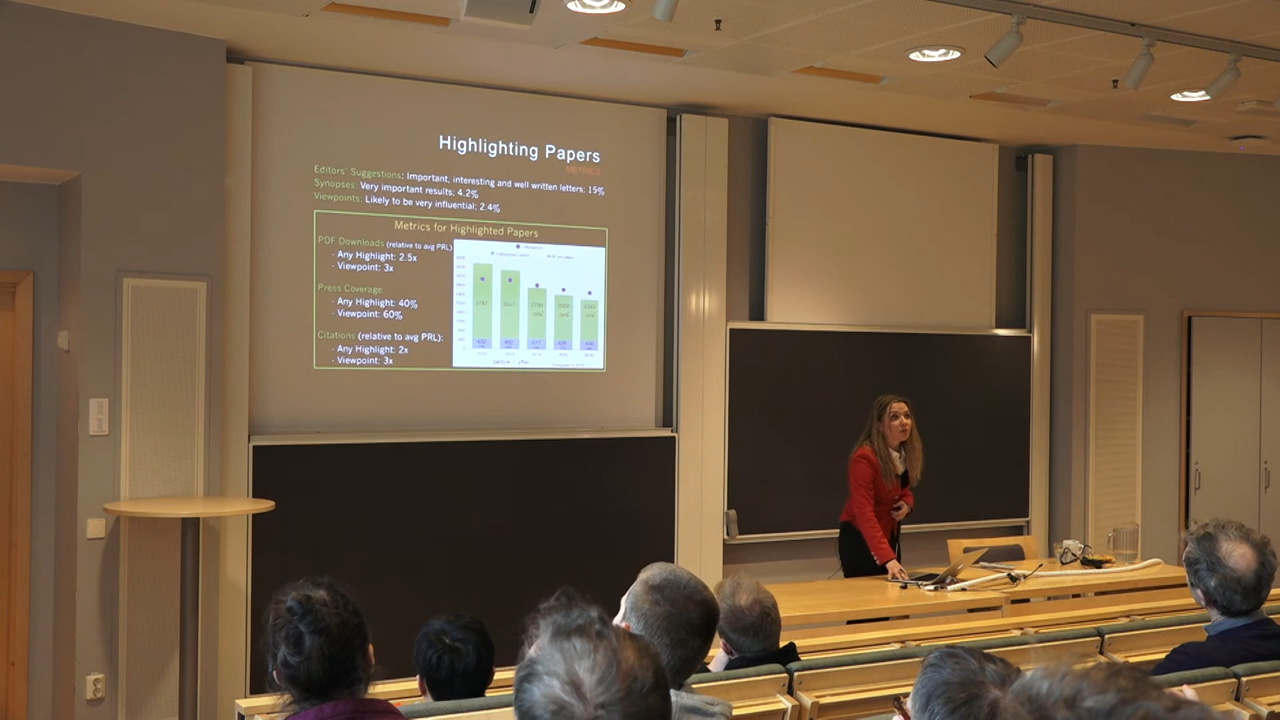 Highlighting Papers
METRICS
Editors' Suggestions: Important, interesting and well written letters; 15%
Synopses: Very important results; 4.2%
Viewpoints: Likely to be very influential; 2.4%
Metrics for Highlighted Papers
PDF Downloads (relative to avg PRL)
- Any Highlight: 2.5x
- Viewpoint: 3x
Press Coverage
- Any Highlight: 40%
- Viewpoint: 60%
Citations (relative to avg PRL):
- Any Highlight: 2x
- Viewpoint: 3x